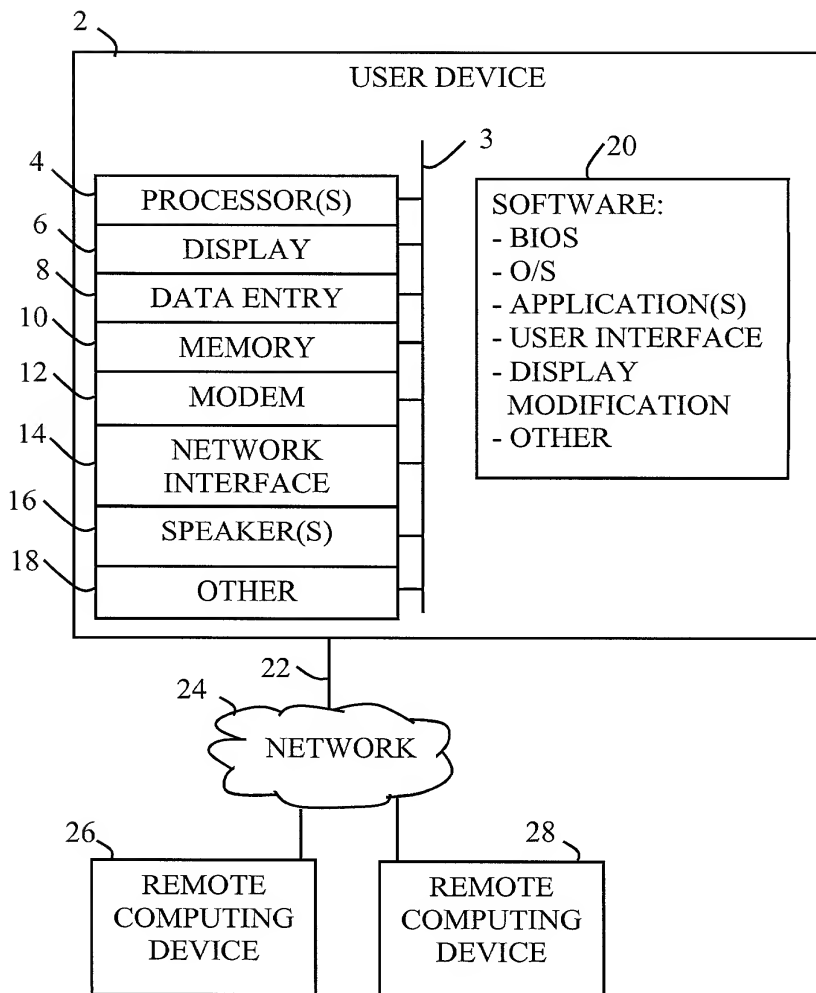 2
USER DEVICE
3
20
4
PROCESSOR(S)
6
DISPLAY
8
DATA ENTRY
10
MEMORY
12
MODEM
14
NETWORK
INTERFACE
16
SPEAKER(S)
18
OTHER
SOFTWARE:
- BIOS
- O/S
- APPLICATION(S)
- USER INTERFACE
- DISPLAY
MODIFICATION
- OTHER
22
24
NETWORK
26
REMOTE
COMPUTING
DEVICE
28
REMOTE
COMPUTING
DEVICE